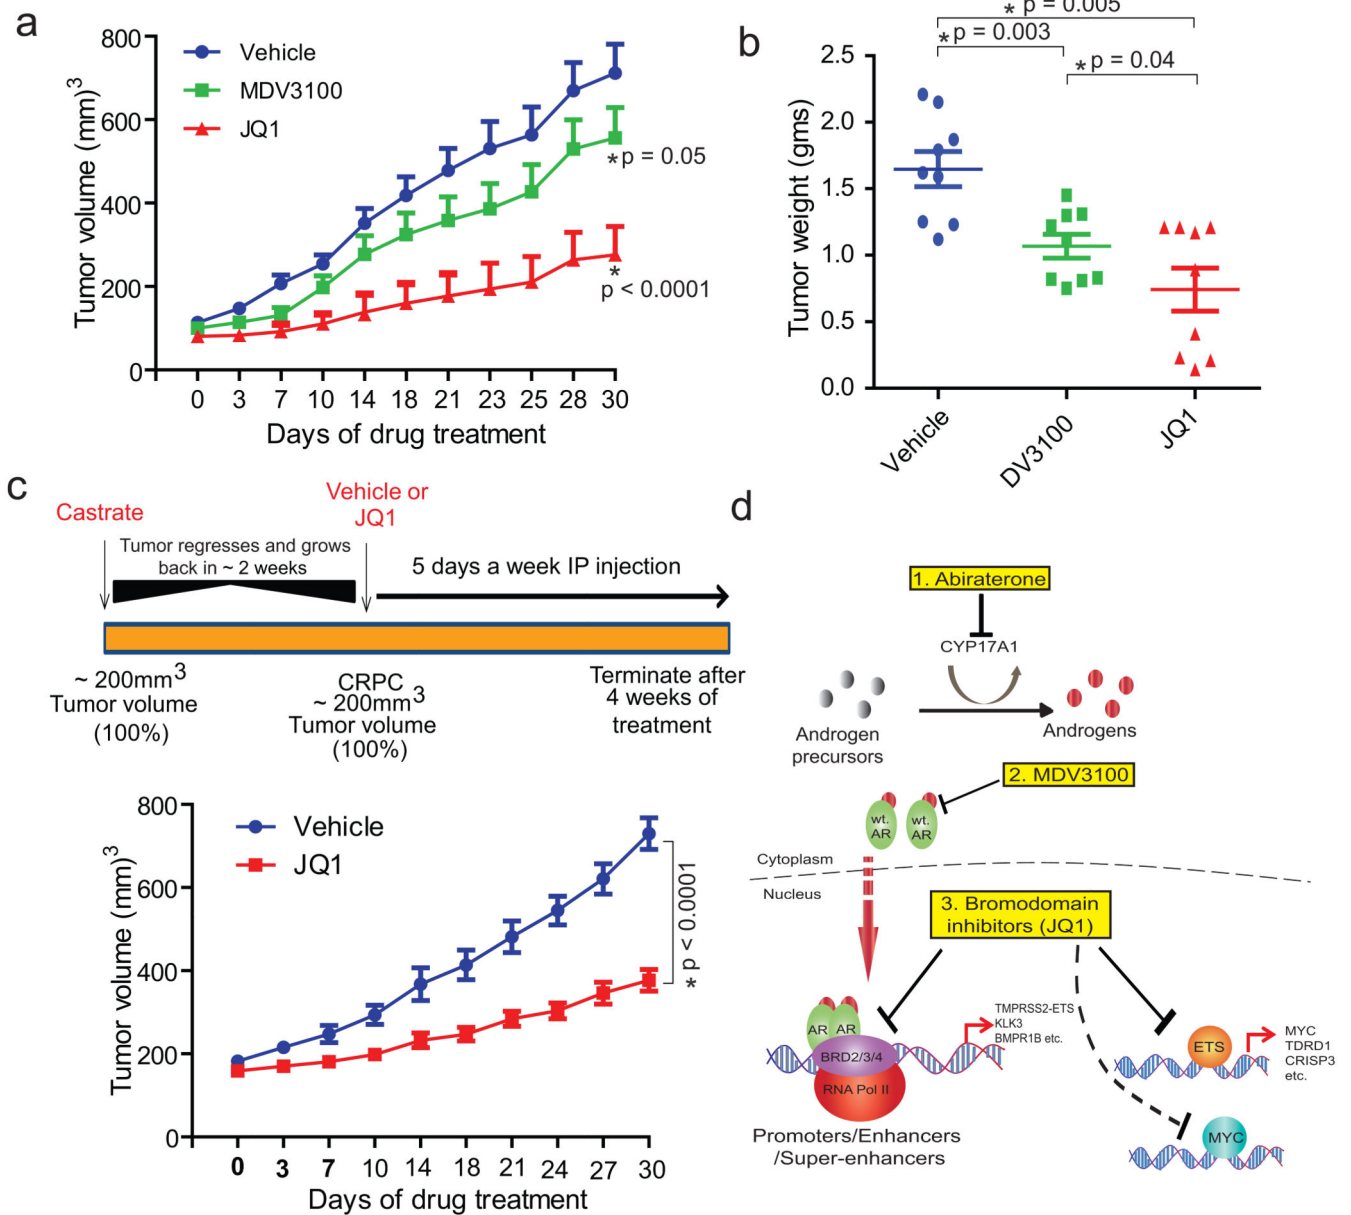 a
800
600
400
200
0
Tumor volume (mm)3
Vehicle
MDV3100
JQ1
*p = 0.05
*
p < 0.0001
0 3 7 10 14 18 21 23 25 28 30
Days of drug treatment
b
* p = 0.005
*p = 0.003
*p = 0.04
2.5
2.0
1.5
1.0
0.5
0.0
Tumor weight (gms)
Vehicle
DV3100
JQ1
c
Castrate
Vehicle or
JQ1
Tumor regresses and grows
back in ~ 2 weeks
5 days a week IP injection
~ 200mm3
Tumor volume
(100%)
CRPC
~ 200mm3
Tumor volume
(100%)
Terminate after
4 weeks of
treatment
800
600
400
200
0
Tumor volume (mm)3
Vehicle
JQ1
* p < 0.0001
0 3 7 10 14 18 21 24 27 30
Days of drug treatment
d
1. Abiraterone
CYP17A1
Androgen
precursors
Androgens
2. MDV3100
wt.
AR
wt.
AR
Cytoplasm
Nucleus
3. Bromodomain
inhibitors (JQ1)
AR AR
BRD2/3/4
RNA Pol II
TMPRSS2-ETS
KLK3
BMPR1B etc.
Promoters/Enhancers
/Super-enhancers
ETS
MYC
TDRD1
CRISP3
etc.
MYC